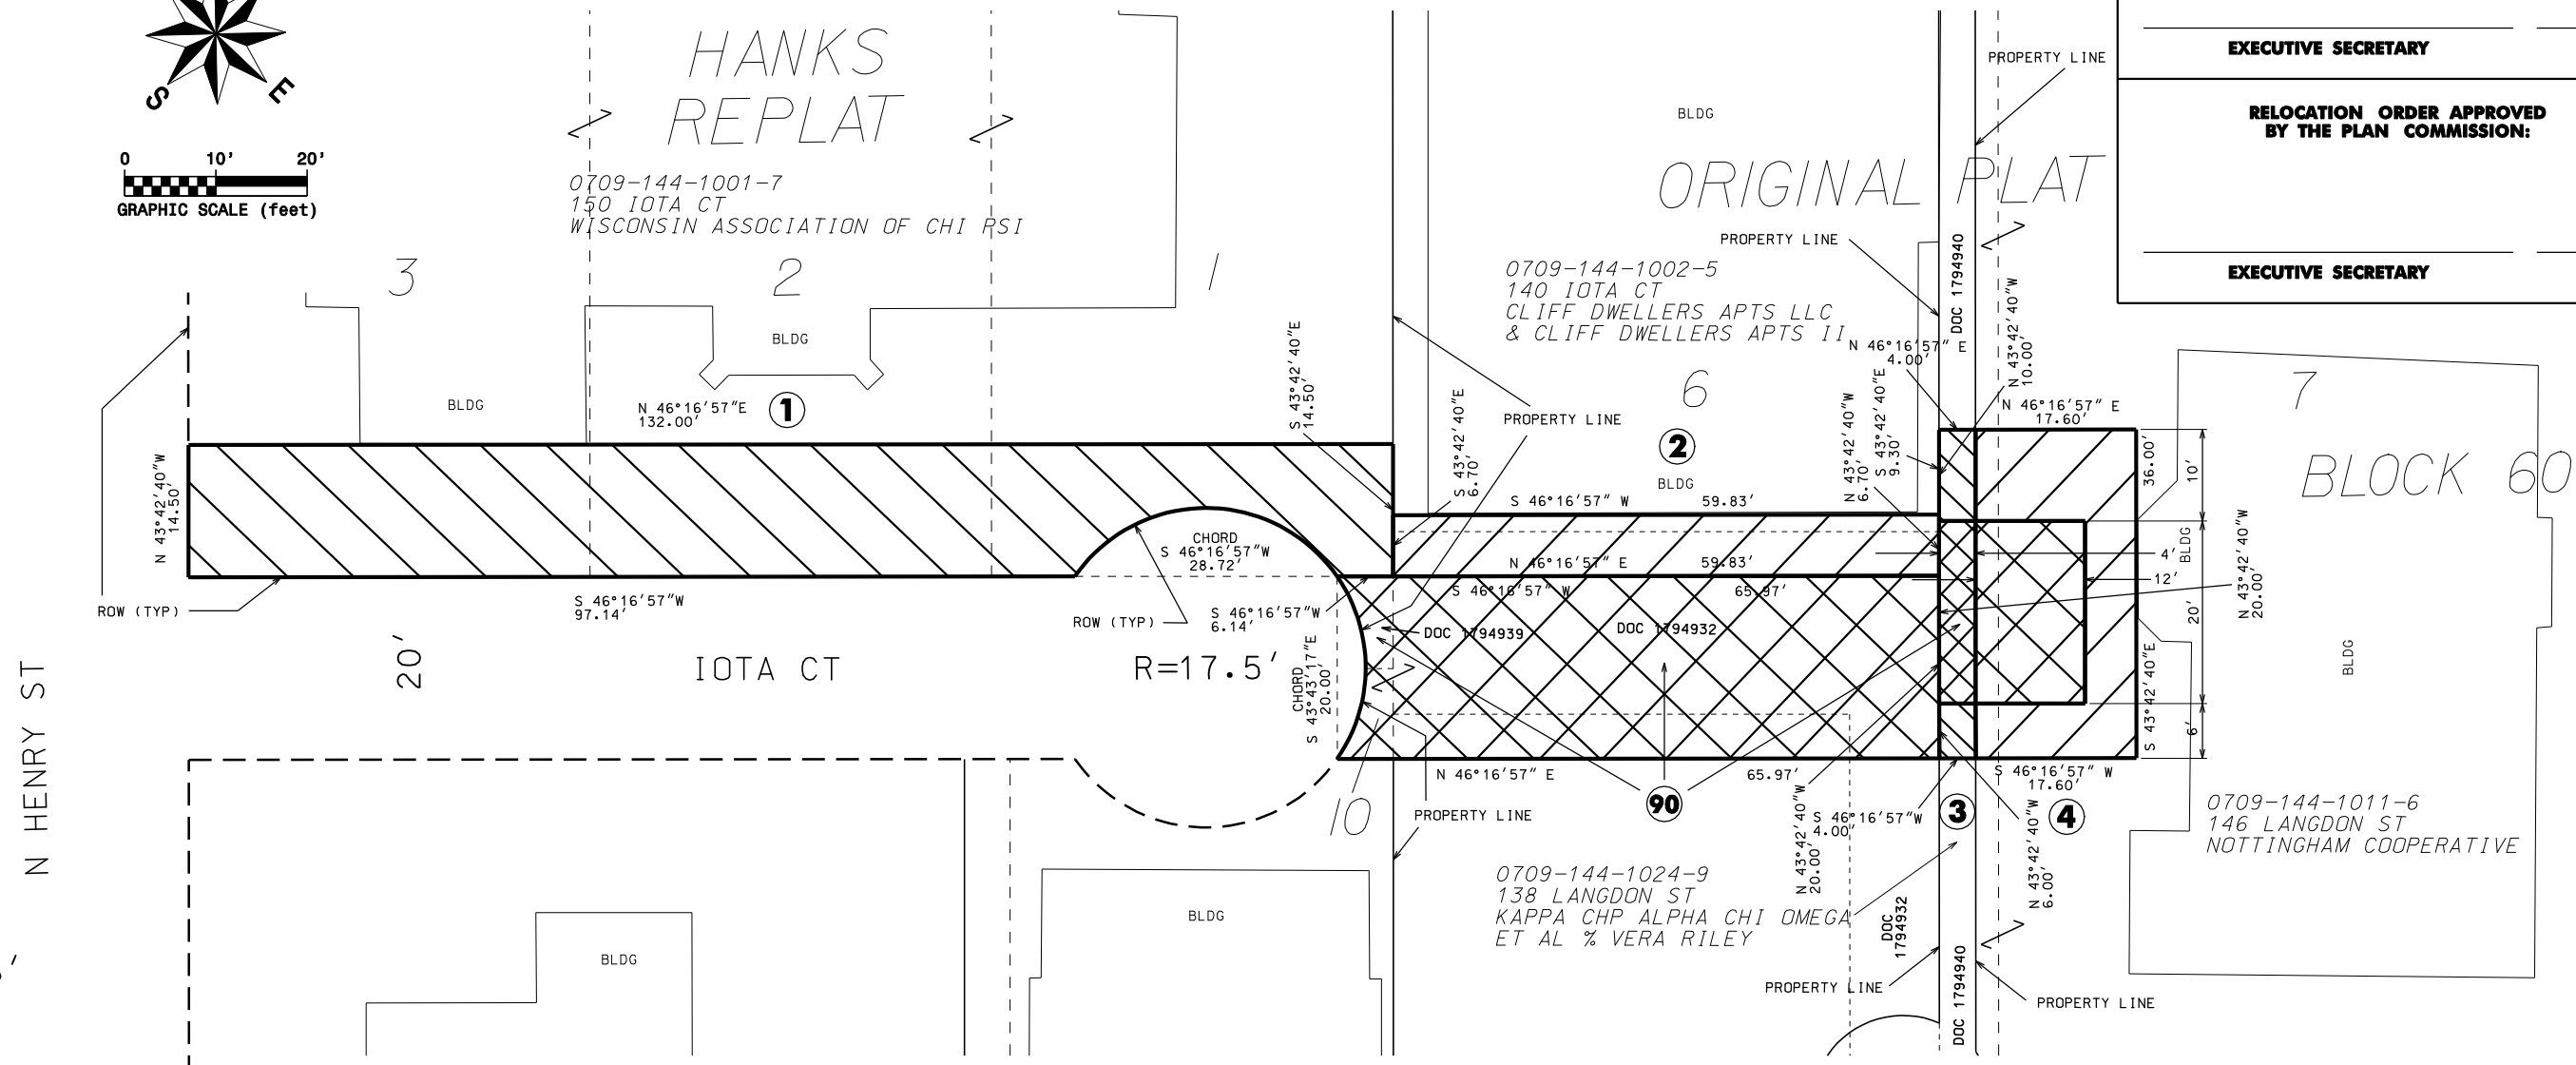 S
E
0 10' 20'
GRAPHIC SCALE (feet)
HANKS
REPLAT
0709-144-1001-7
150 IOTA CT
WISCONSIN ASSOCIATION OF CHI PSI
3
2
1
BLDG
BLDG
N 46°16'57"E
132.00'
1
N 43°42'40"W
14.50'
ROW (TYP)
S 46°16'57"W
97.14'
20'
IOTA CT
N HENRY ST
CHORD
S 46°16'57"W
28.72'
ROW (TYP)
S 46°16'57"W
6.14'
R=17.5'
CHORD
S 43°43'17"E
20.00'
S 43°42'40"E
14.50'
BLDG
ORIGINAL PLAT
PROPERTY LINE
PROPERTY LINE
0709-144-1002-5
140 IOTA CT
CLIFF DWELLERS APTS LLC
& CLIFF DWELLERS APTS II
DOC 1794940
N 46°16'57" E
4.00'
N 43°42'40"W
10.00'
6
PROPERTY LINE
S 43°42'40"E
6.70'
2
BLDG
S 46°16'57" W 59.83'
N 43°42'40"W
6.70'
S 43°42'40"E
9.30'
N 46°16'57" E 59.83'
S 46°16'57" W 65.97'
DOC 1794939
DOC 1794932
N 46°16'57" E 65.97'
90
10
PROPERTY LINE
N 46°16'57" E
17.60'
36.00'
10'
BLDG
4'
12'
20'
N 43°42'40"W
20.00'
S 43°42'40"E
6'
7
BLOCK 60
BLDG
S 46°16'57" W
17.60'
3
4
N 43°42'40"W
20.00'
S 46°16'57"W
4.00'
N 43°42'40"W
6.00'
0709-144-1011-6
146 LANGDON ST
NOTTINGHAM COOPERATIVE
0709-144-1024-9
138 LANGDON ST
KAPPA CHP ALPHA CHI OMEGA
ET AL % VERA RILEY
DOC
1794932
DOC 1794940
PROPERTY LINE
PROPERTY LINE
BLDG
BLDG
EXECUTIVE SECRETARY
RELOCATION ORDER APPROVED
BY THE PLAN COMMISSION:
EXECUTIVE SECRETARY